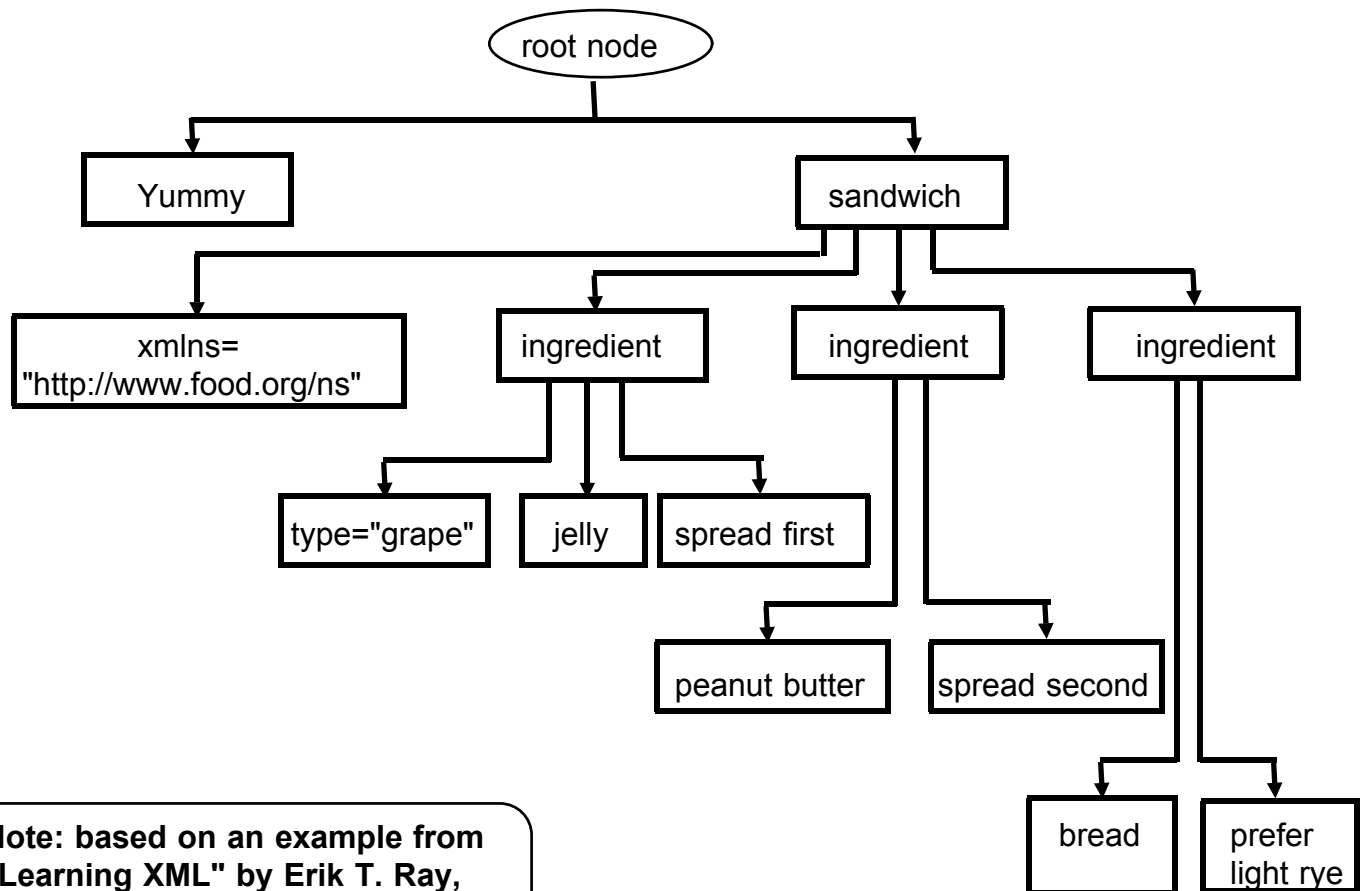 root node
Yummy
sandwich
xmlns=
"http://www.food.org/ns"
ingredient
ingredient
ingredient
type="grape"
jelly
spread first
peanut butter
spread second
bread
prefer
light rye
ote: based on an example from
Learning XML" by Erik T. Ray,